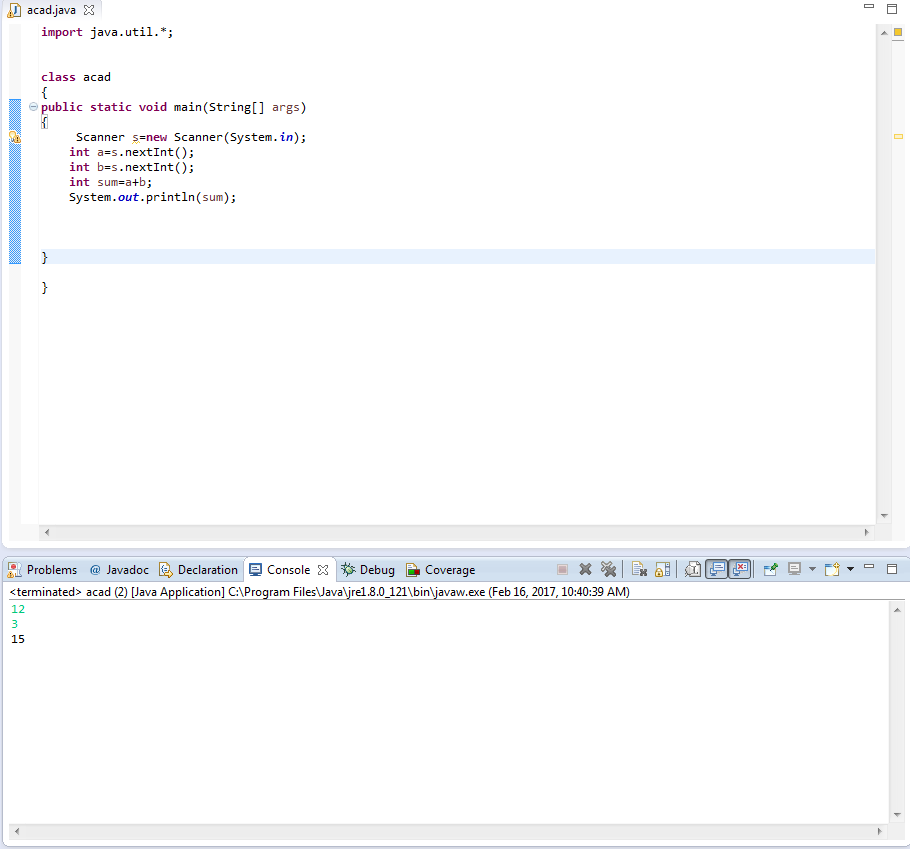 acad.java
import java.util.*;
class acad
{
public static void main(String[] args)
{
Scanner s=new Scanner(System.in);
int a=s.nextInt();
int b=s.nextInt();
int sum=a+b;
System.out.println(sum);
}
}
Problems @ Javadoc Declaration Console Debug Coverage
<terminated> acad (2) [Java Application] C:\Program Files\Java\jre1.8.0_121\bin\javaw.exe (Feb 16, 2017, 10:40:39 AM)
12
3
15